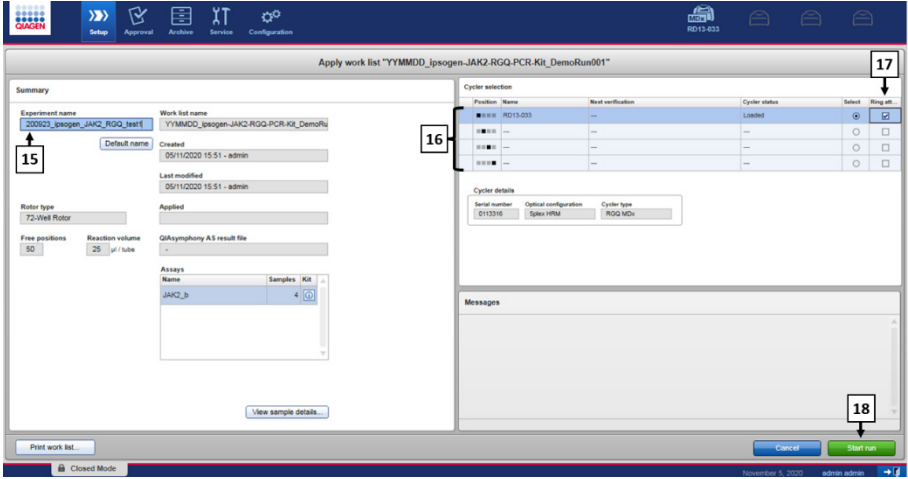 QIAGEN
Setup
Approval
Archive
Service
Configuration
MDx
RD13-033
Apply work list "YYMMDD_ipsogen-JAK2-RGQ-PCR-Kit_DemoRun001"
17
Summary
Experiment name
200923_ipsogen_JAK2_RGQ_test1
15
Default name
Work list name
YYMMDD_ipsogen-JAK2-RGQ-PCR-Kit_DemoRu
Created
05/11/2020 15:51 - admin
Last modified
05/11/2020 15:51 - admin
Rotor type
72-Well Rotor
Applied
Free positions
50
Reaction volume
25 µl / tube
QIAsymphony AS result file
-
Assays
Name Samples Kit
JAK2_b 4
View sample details...
Cycler selection
Position Name Next verification Cycler status Select Ring att...
16
RD13-033 --- Loaded
--- ---
--- ---
--- ---
Cycler details
Serial number Optical configuration Cycler type
0113316 5plex HRM RGQ MDx
Messages
18
Print work list...
Cancel
Start run
Closed Mode
November 5, 2020 admin admin